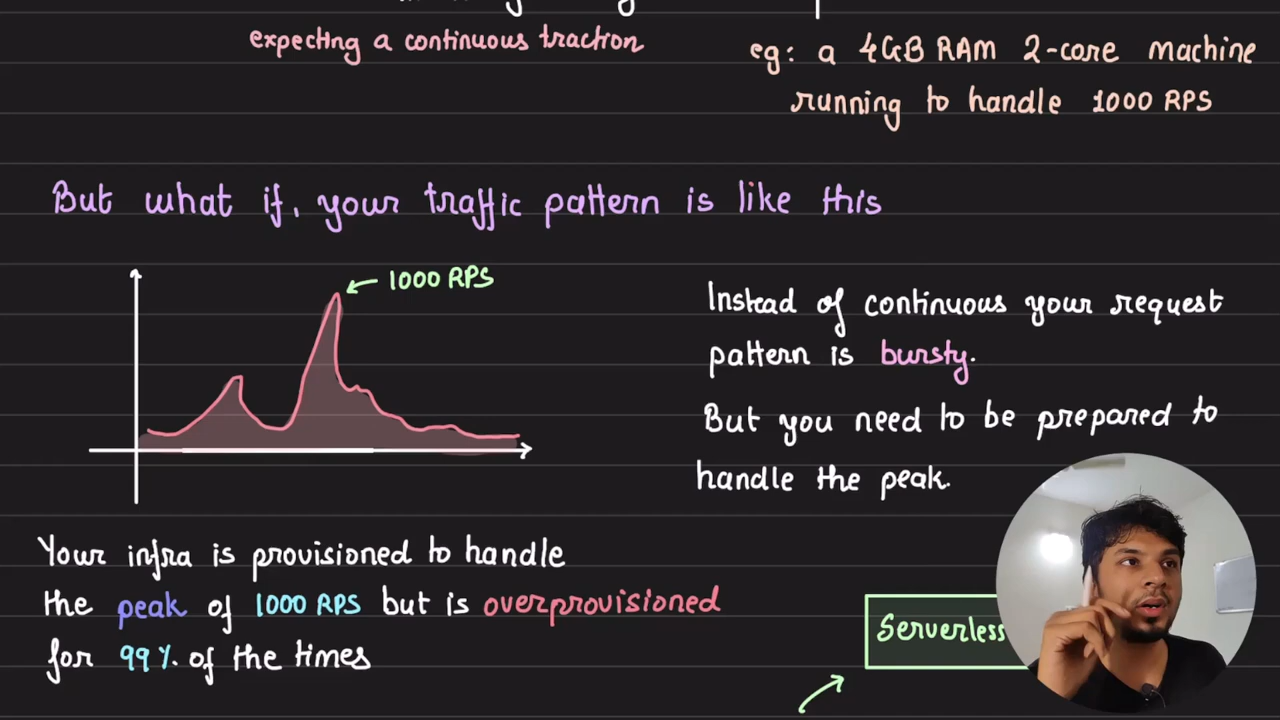 expecting a continuous traction
eg: a 4GB RAM 2-core machine
running to handle 1000 RPS
But what if, your traffic pattern is like this
1000 RPS
Instead of continuous your request
pattern is bursty.
But you need to be prepared to
handle the peak.
Your infra is provisioned to handle
the peak of 1000 RPS but is overprovisioned
for 99%. of the times
Serverless